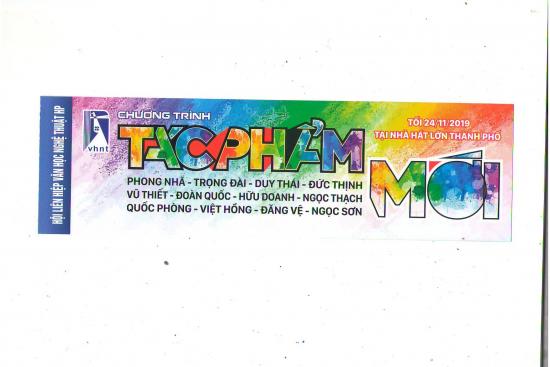 HỘI LIÊN HIỆP VĂN HỌC NGHỆ THUẬT HP
vhnt
CHƯƠNG TRÌNH
TÁC PHẨM
MỚI
TỐI 24/11/2019
TẠI NHÀ HÁT LỚN THÀNH PHỐ
PHONG NHÃ - TRỌNG ĐÀI - DUY THÁI - ĐỨC THỊNH
VŨ THIẾT - ĐOÀN QUỐC - HỮU DOANH - NGỌC THẠCH
QUỐC PHÒNG - VIỆT HỒNG - ĐĂNG VỆ - NGỌC SƠN